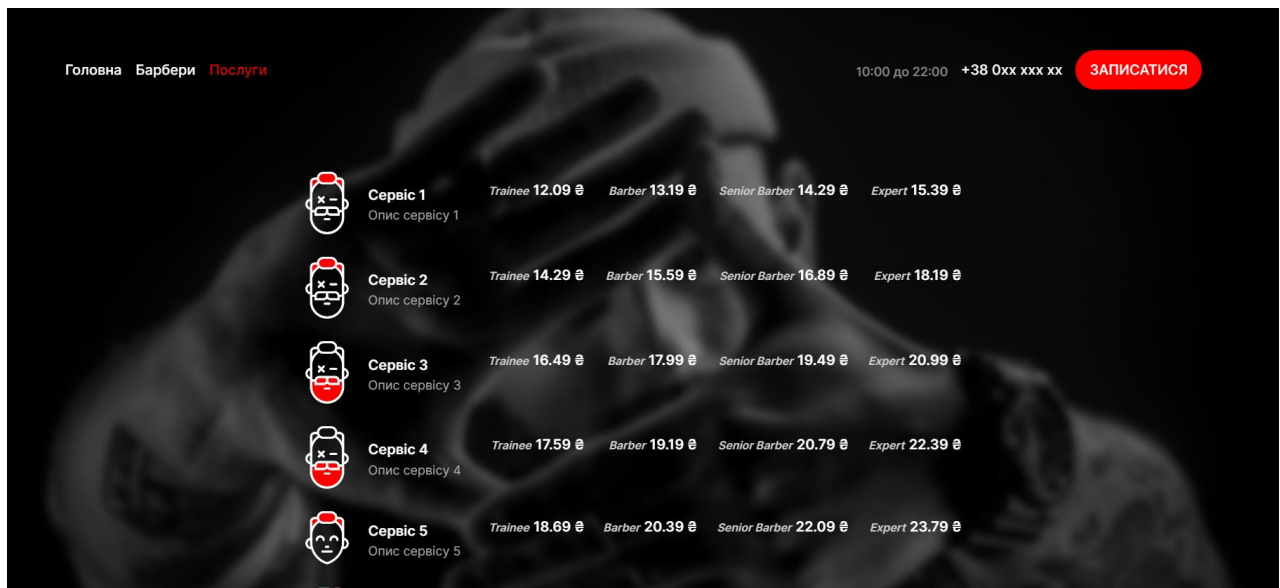 Головна Барбери Послуги 10:00 до 22:00 +38 0xx xxx xx ЗАПИСАТИСЯ
Сервіс 1 Trainee 12.09 ₴ Barber 13.19 ₴ Senior Barber 14.29 ₴ Expert 15.39 ₴
Опис сервісу 1
Сервіс 2 Trainee 14.29 ₴ Barber 15.59 ₴ Senior Barber 16.89 ₴ Expert 18.19 ₴
Опис сервісу 2
Сервіс 3 Trainee 16.49 ₴ Barber 17.99 ₴ Senior Barber 19.49 ₴ Expert 20.99 ₴
Опис сервісу 3
Сервіс 4 Trainee 17.59 ₴ Barber 19.19 ₴ Senior Barber 20.79 ₴ Expert 22.39 ₴
Опис сервісу 4
Сервіс 5 Trainee 18.69 ₴ Barber 20.39 ₴ Senior Barber 22.09 ₴ Expert 23.79 ₴
Опис сервісу 5